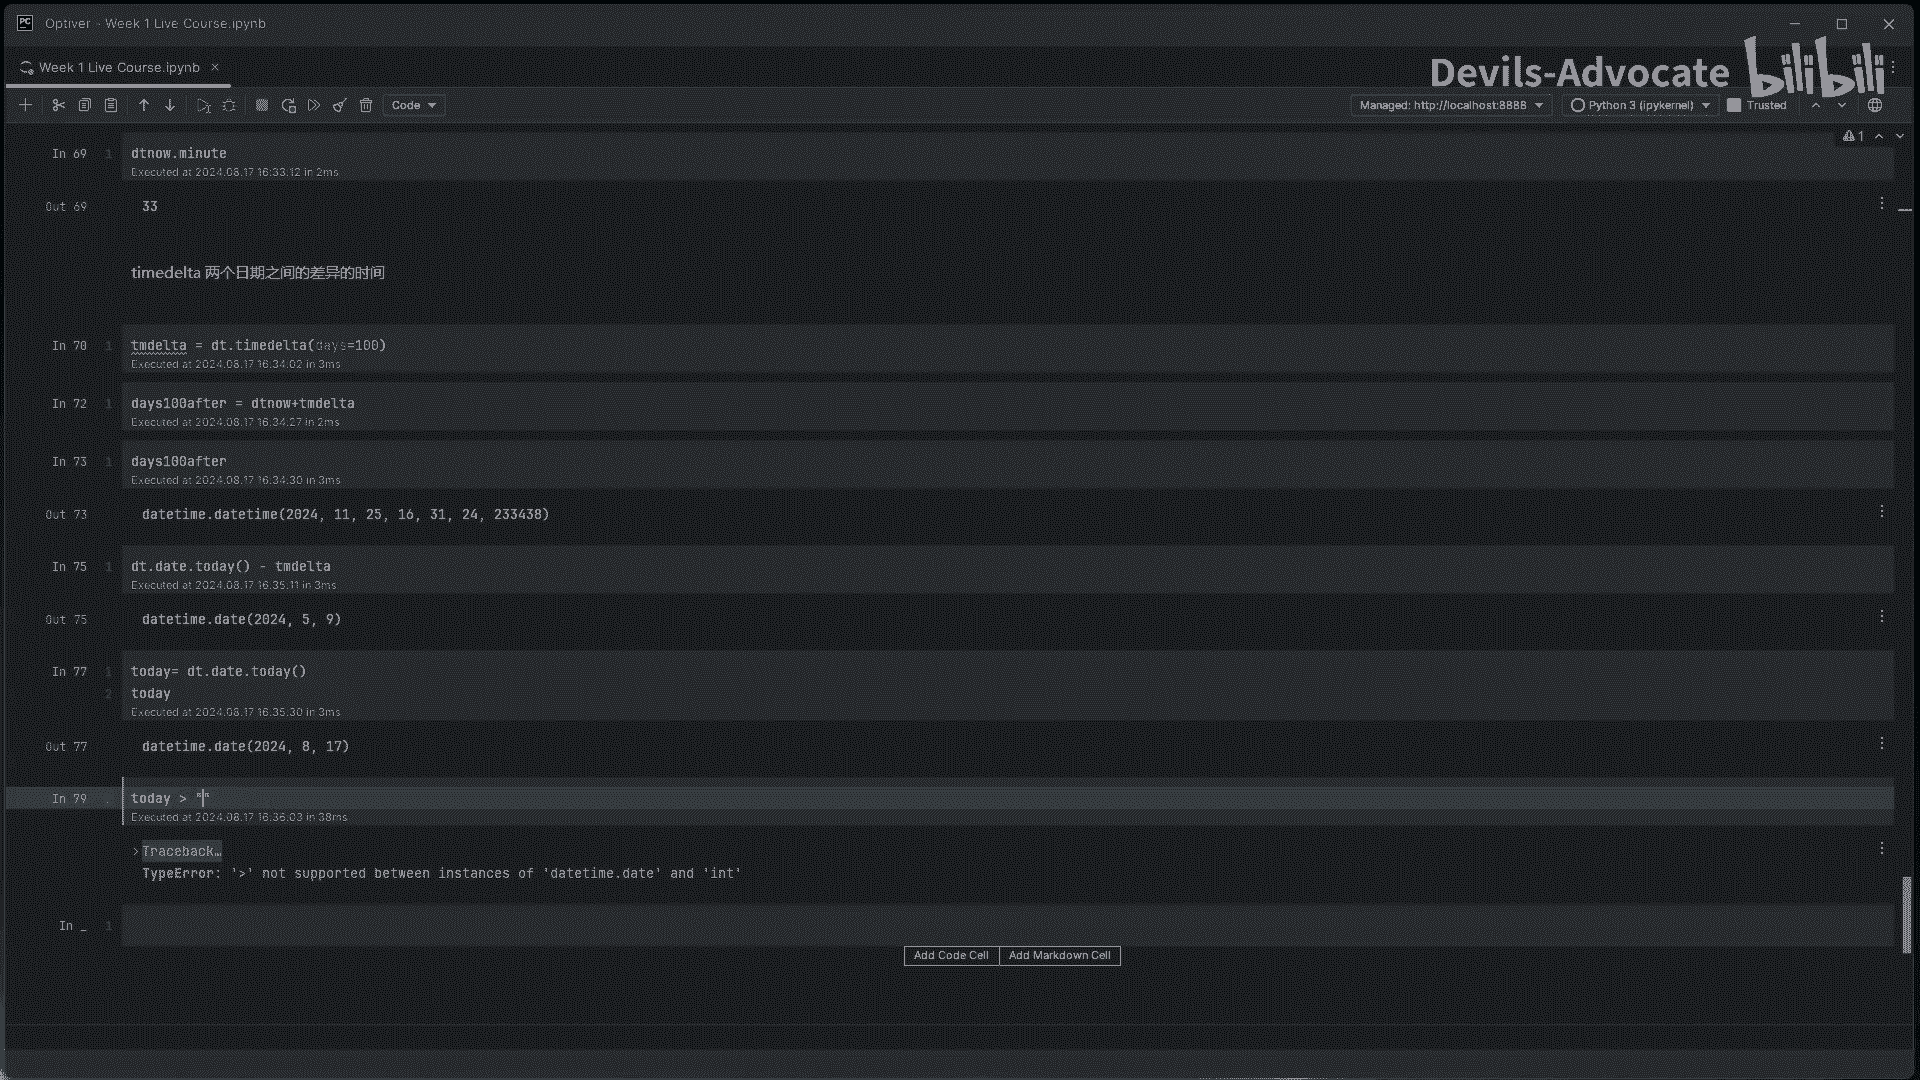 Optiver - Week 1 Live Course.ipynb
Week 1 Live Course.ipynb
Devils-Advocate bilibili
Code
Managed: http://localhost:8888
Python 3 (ipykernel)
Trusted
1
In 69 1 dtnow.minute
Executed at 2024.08.17 16:33:12 in 2ms
Out 69 33
timedelta 两个日期之间的差异的时间
In 70 1 tmdelta = dt.timedelta(days=100)
Executed at 2024.08.17 16:34:02 in 3ms
In 72 1 days100after = dtnow+tmdelta
Executed at 2024.08.17 16:34:27 in 2ms
In 73 1 days100after
Executed at 2024.08.17 16:34:30 in 3ms
Out 73 datetime.datetime(2024, 11, 25, 16, 31, 24, 233438)
In 75 1 dt.date.today() - tmdelta
Executed at 2024.08.17 16:35:11 in 3ms
Out 75 datetime.date(2024, 5, 9)
In 77 1 today= dt.date.today()
2 today
Executed at 2024.08.17 16:35:30 in 3ms
Out 77 datetime.date(2024, 8, 17)
In 79 today > ""
Executed at 2024.08.17 16:36:03 in 38ms
Traceback…
TypeError: '>' not supported between instances of 'datetime.date' and 'int'
In _ 1
Add Code Cell Add Markdown Cell